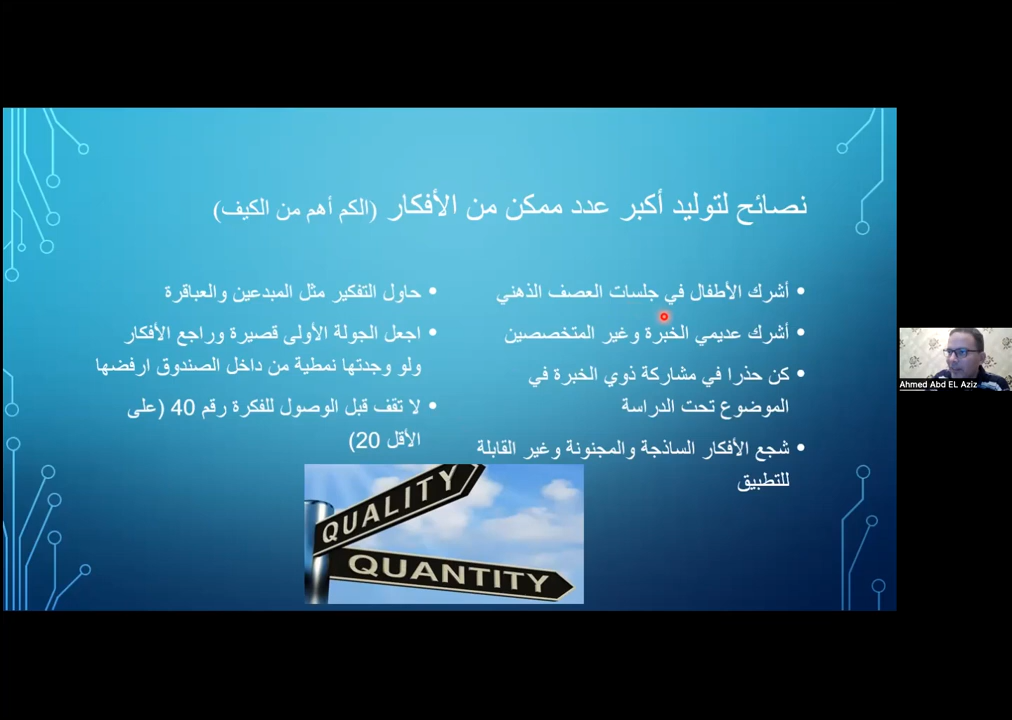 نصائح لتوليد أكبر عدد ممكن من الأفكار (الكم أهم من الكيف)
• أشرك الأطفال في جلسات العصف الذهني
• أشرك عديمي الخبرة وغير المتخصصين
• كن حذرا في مشاركة ذوي الخبرة في
الموضوع تحت الدراسة
• شجع الأفكار الساذجة والمجنونة وغير القابلة
للتطبيق
• حاول التفكير مثل المبدعين والعباقرة
• اجعل الجولة الأولى قصيرة وراجع الأفكار
ولو وجدتها نمطية من داخل الصندوق ارفضها
• لا تقف قبل الوصول للفكرة رقم 40 (على
الأقل 20)
QUALITY
QUANTITY
Ahmed Abd EL Aziz